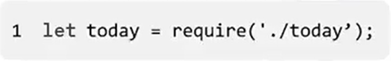 1 let today = require('./today’);